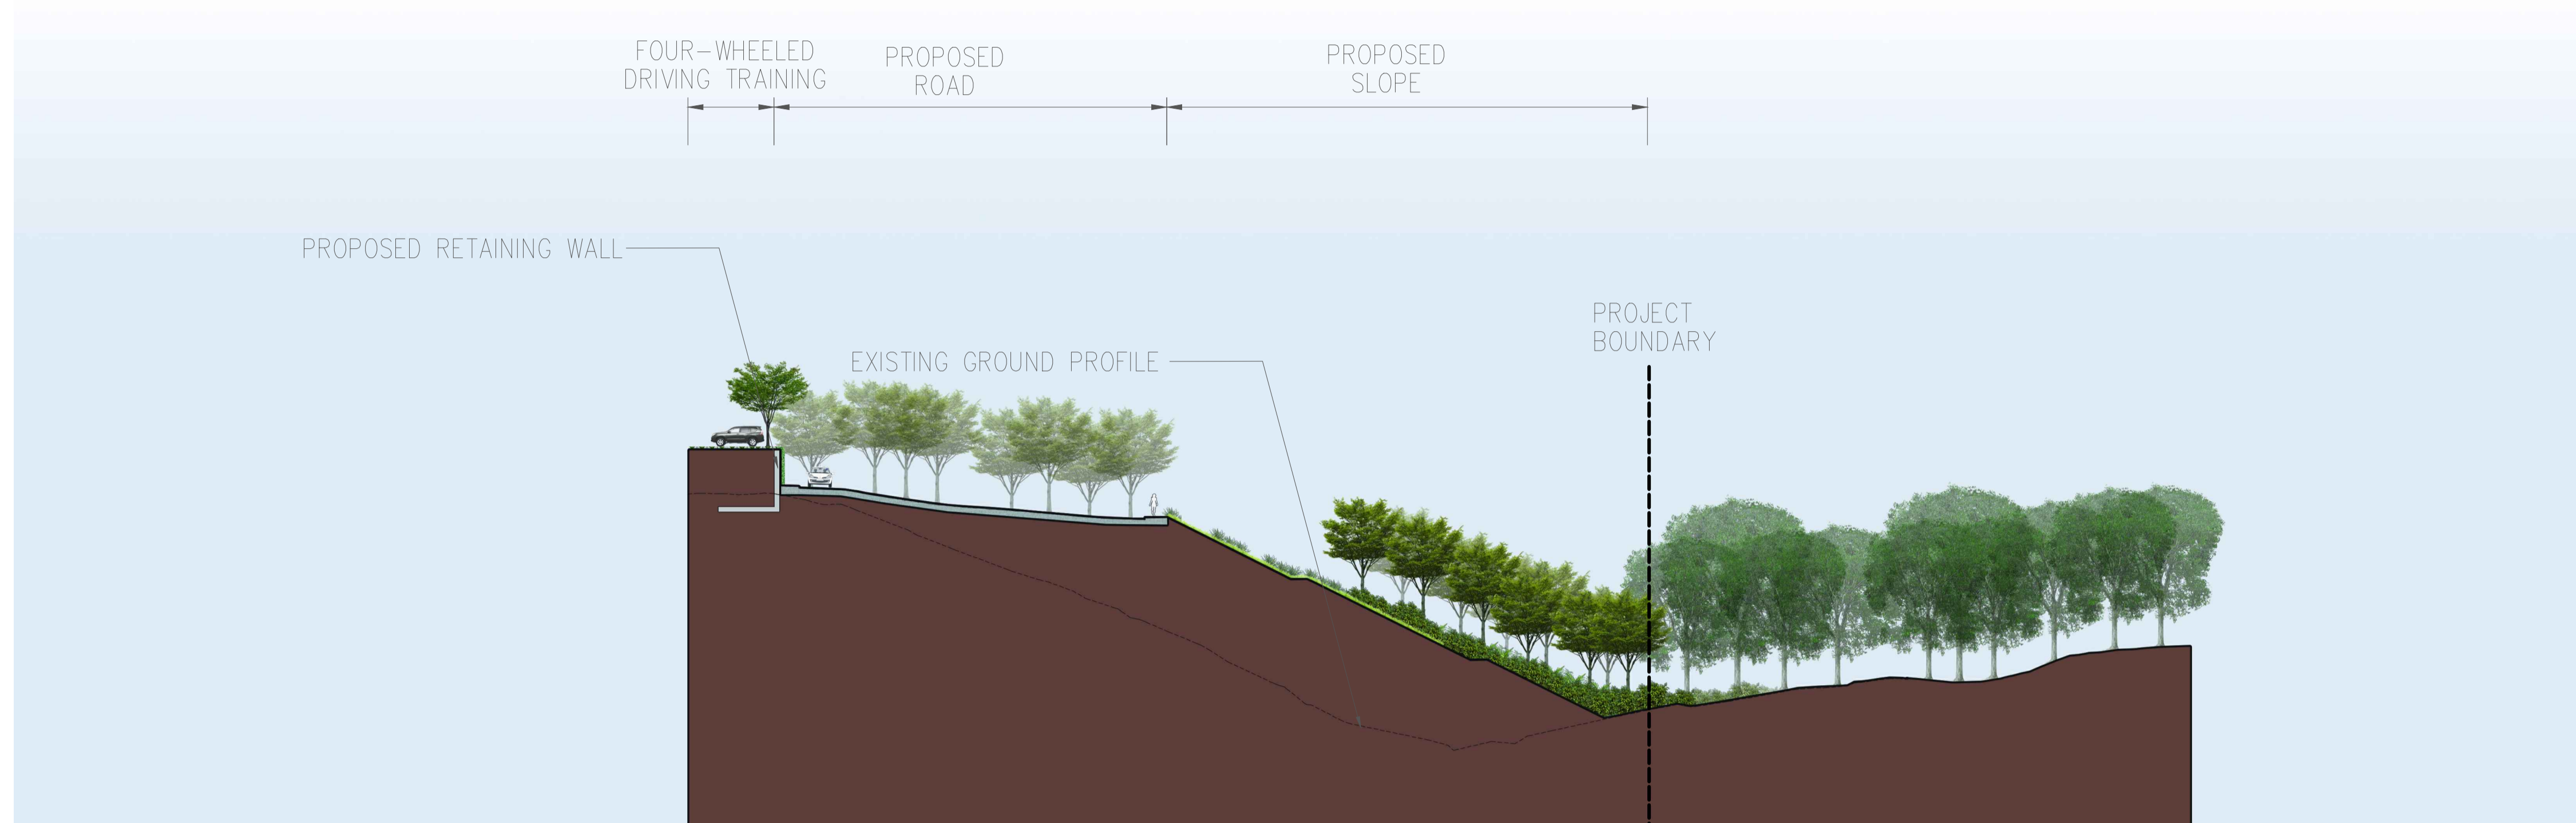 FOUR-WHEELED
DRIVING TRAINING
PROPOSED
ROAD
PROPOSED
SLOPE
PROPOSED RETAINING WALL
PROJECT
BOUNDARY
EXISTING GROUND PROFILE